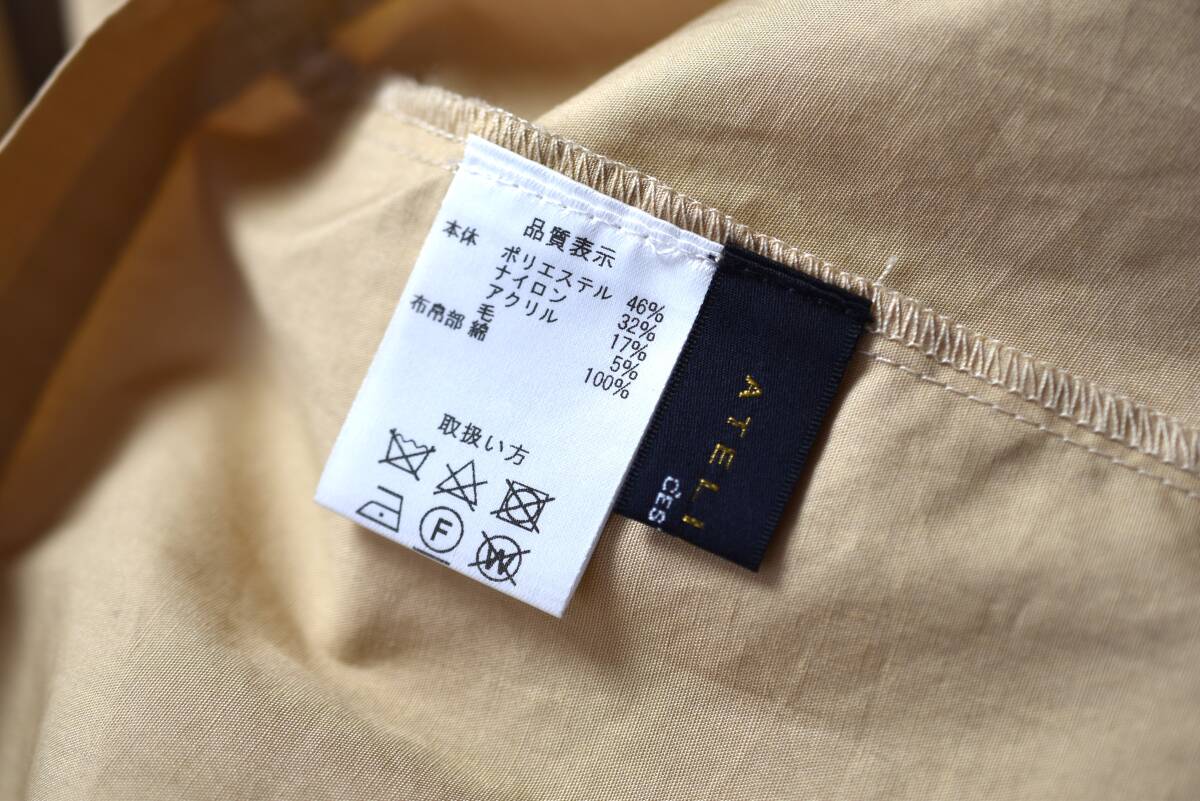 品質表示
本体 ポリエステル 46%
ナイロン 32%
アクリル 17%
毛 5%
布帛部 綿 100%
取扱い方
F
W
ATELI
C'ES